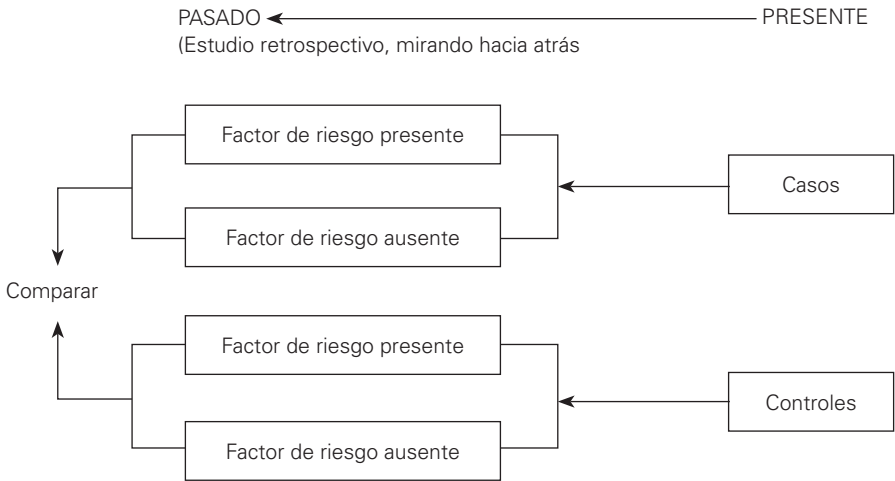 PASADO PRESENTE
(Estudio retrospectivo, mirando hacia atrás
Factor de riesgo presente
Casos
Factor de riesgo ausente
Comparar
Factor de riesgo presente
Controles
Factor de riesgo ausente